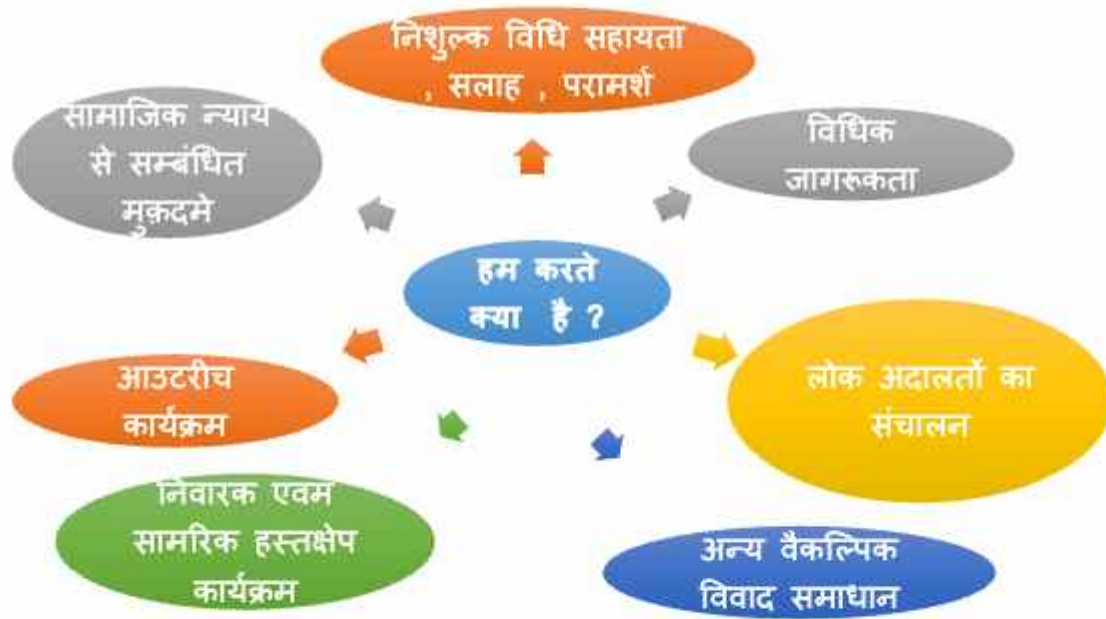 निशुल्क विधि सहायता
, सलाह , परामर्श
विधिक
जागरूकता
लोक अदालतों का
संचालन
अन्य वैकल्पिक
विवाद समाधान
निवारक एवम
सामरिक हस्तक्षेप
कार्यक्रम
आउटरीच
कार्यक्रम
सामाजिक न्याय
से सम्बंधित
मुक़दमे
हम करते
क्या है ?